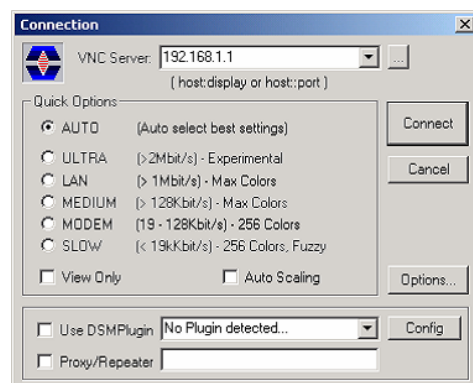 Connection
VNC Server: 192.168.1.1 ...
( host:display or host::port )
Quick Options
AUTO (Auto select best settings)
ULTRA (>2Mbit/s) - Experimental
LAN (> 1Mbit/s) - Max Colors
MEDIUM (> 128Kbit/s) - Max Colors
MODEM (19 - 128Kbit/s) - 256 Colors
SLOW (< 19kKbit/s) - 256 Colors, Fuzzy
View Only Auto Scaling
Connect
Cancel
Options...
Use DSMPlugin No Plugin detected... Config
Proxy/Repeater